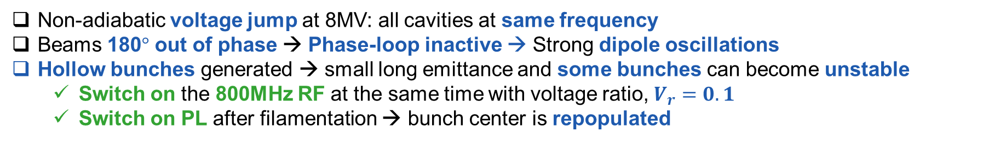 ❑ Non-adiabatic voltage jump at 8MV: all cavities at same frequency
❑ Beams 180° out of phase → Phase-loop inactive → Strong dipole oscillations
❑ Hollow bunches generated → small long emittance and some bunches can become unstable
✓ Switch on the 800MHz RF at the same time with voltage ratio, V_r = 0.1
✓ Switch on PL after filamentation → bunch center is repopulated